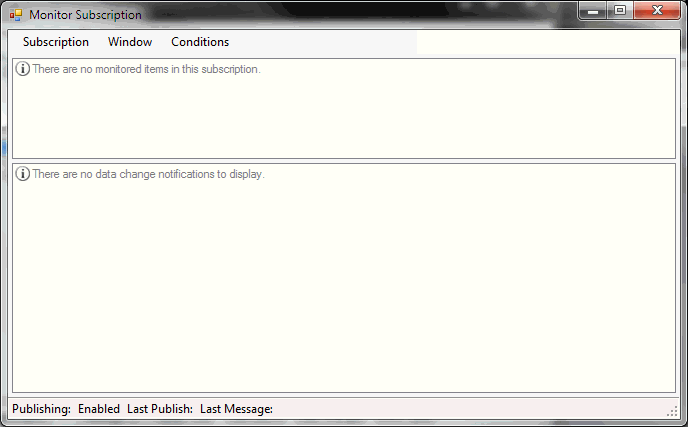 Monitor Subscription
Subscription Window Conditions
There are no monitored items in this subscription.
There are no data change notifications to display.
Publishing: Enabled Last Publish: Last Message: